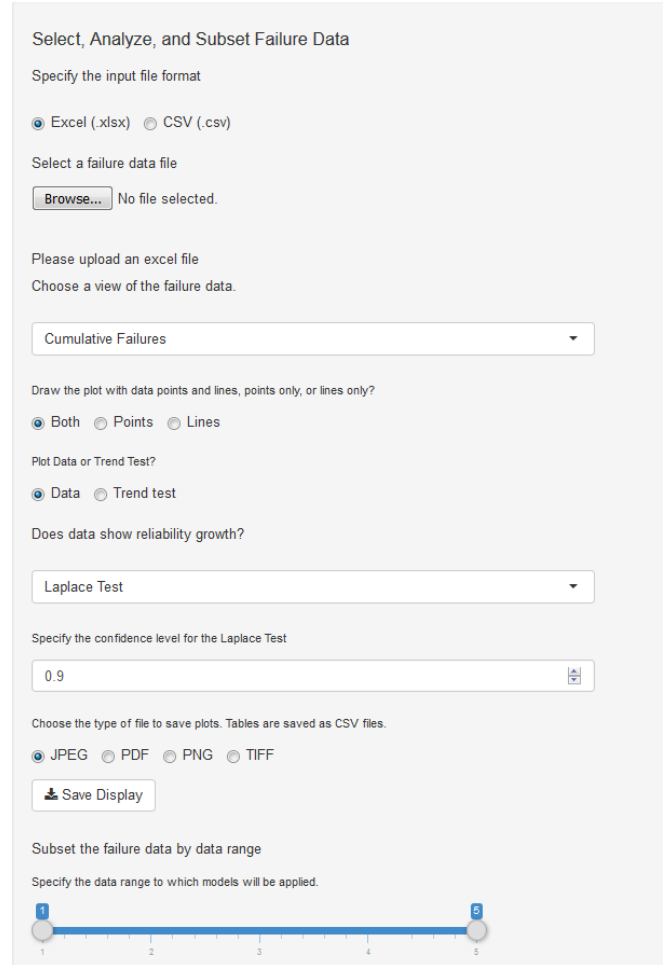 Select, Analyze, and Subset Failure Data
Specify the input file format
Excel (.xlsx) CSV (.csv)
Select a failure data file
Browse... No file selected.
Please upload an excel file
Choose a view of the failure data.
Cumulative Failures
Draw the plot with data points and lines, points only, or lines only?
Both Points Lines
Plot Data or Trend Test?
Data Trend test
Does data show reliability growth?
Laplace Test
Specify the confidence level for the Laplace Test
0.9
Choose the type of file to save plots. Tables are saved as CSV files.
JPEG PDF PNG TIFF
Save Display
Subset the failure data by data range
Specify the data range to which models will be applied.
1 5
1 2 3 4 5